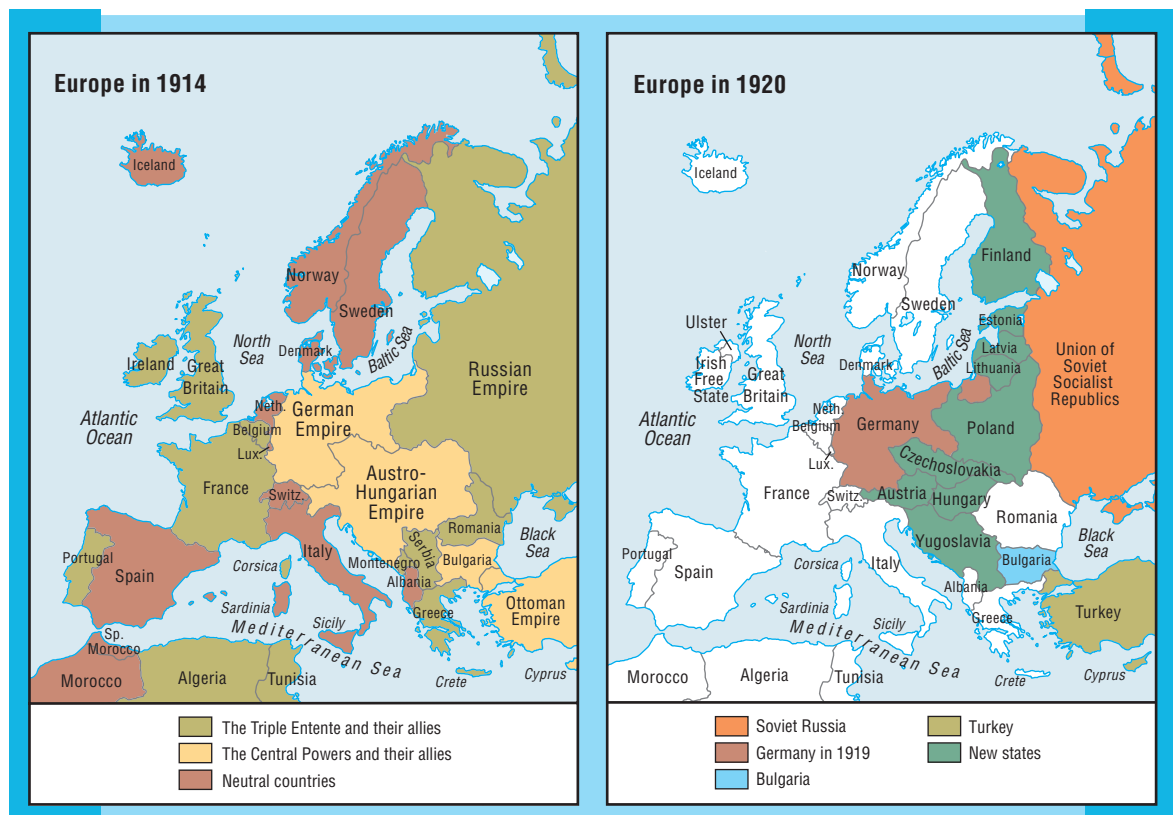 Europe in 1914
Iceland
Norway
Sweden
North
Sea
Denmark
Baltic Sea
Ireland
Great
Britain
Russian
Empire
Atlantic
Ocean
Neth.
German
Empire
Belgium
Lux.
France
Austro-
Hungarian
Empire
Switz.
Romania
Black
Sea
Portugal
Spain
Italy
Serbia
Montenegro
Bulgaria
Corsica
Albania
Sardinia
Greece
Ottoman
Empire
Sicily
Sp.
Morocco
Mediterranean Sea
Morocco
Algeria
Tunisia
Crete
Cyprus
The Triple Entente and their allies
The Central Powers and their allies
Neutral countries
Europe in 1920
Iceland
Finland
Norway
Sweden
Ulster
Estonia
North
Sea
Baltic Sea
Latvia
Lithuania
Denmark
Irish
Free
State
Great
Britain
Union of
Soviet
Socialist
Republics
Atlantic
Ocean
Neth.
Belgium
Germany
Poland
Lux.
Czechoslovakia
France
Switz.
Austria
Hungary
Romania
Black
Sea
Yugoslavia
Portugal
Spain
Corsica
Italy
Bulgaria
Albania
Sardinia
Greece
Turkey
Sicily
Mediterranean Sea
Morocco
Algeria
Tunisia
Crete
Cyprus
Soviet Russia
Germany in 1919
Bulgaria
Turkey
New states